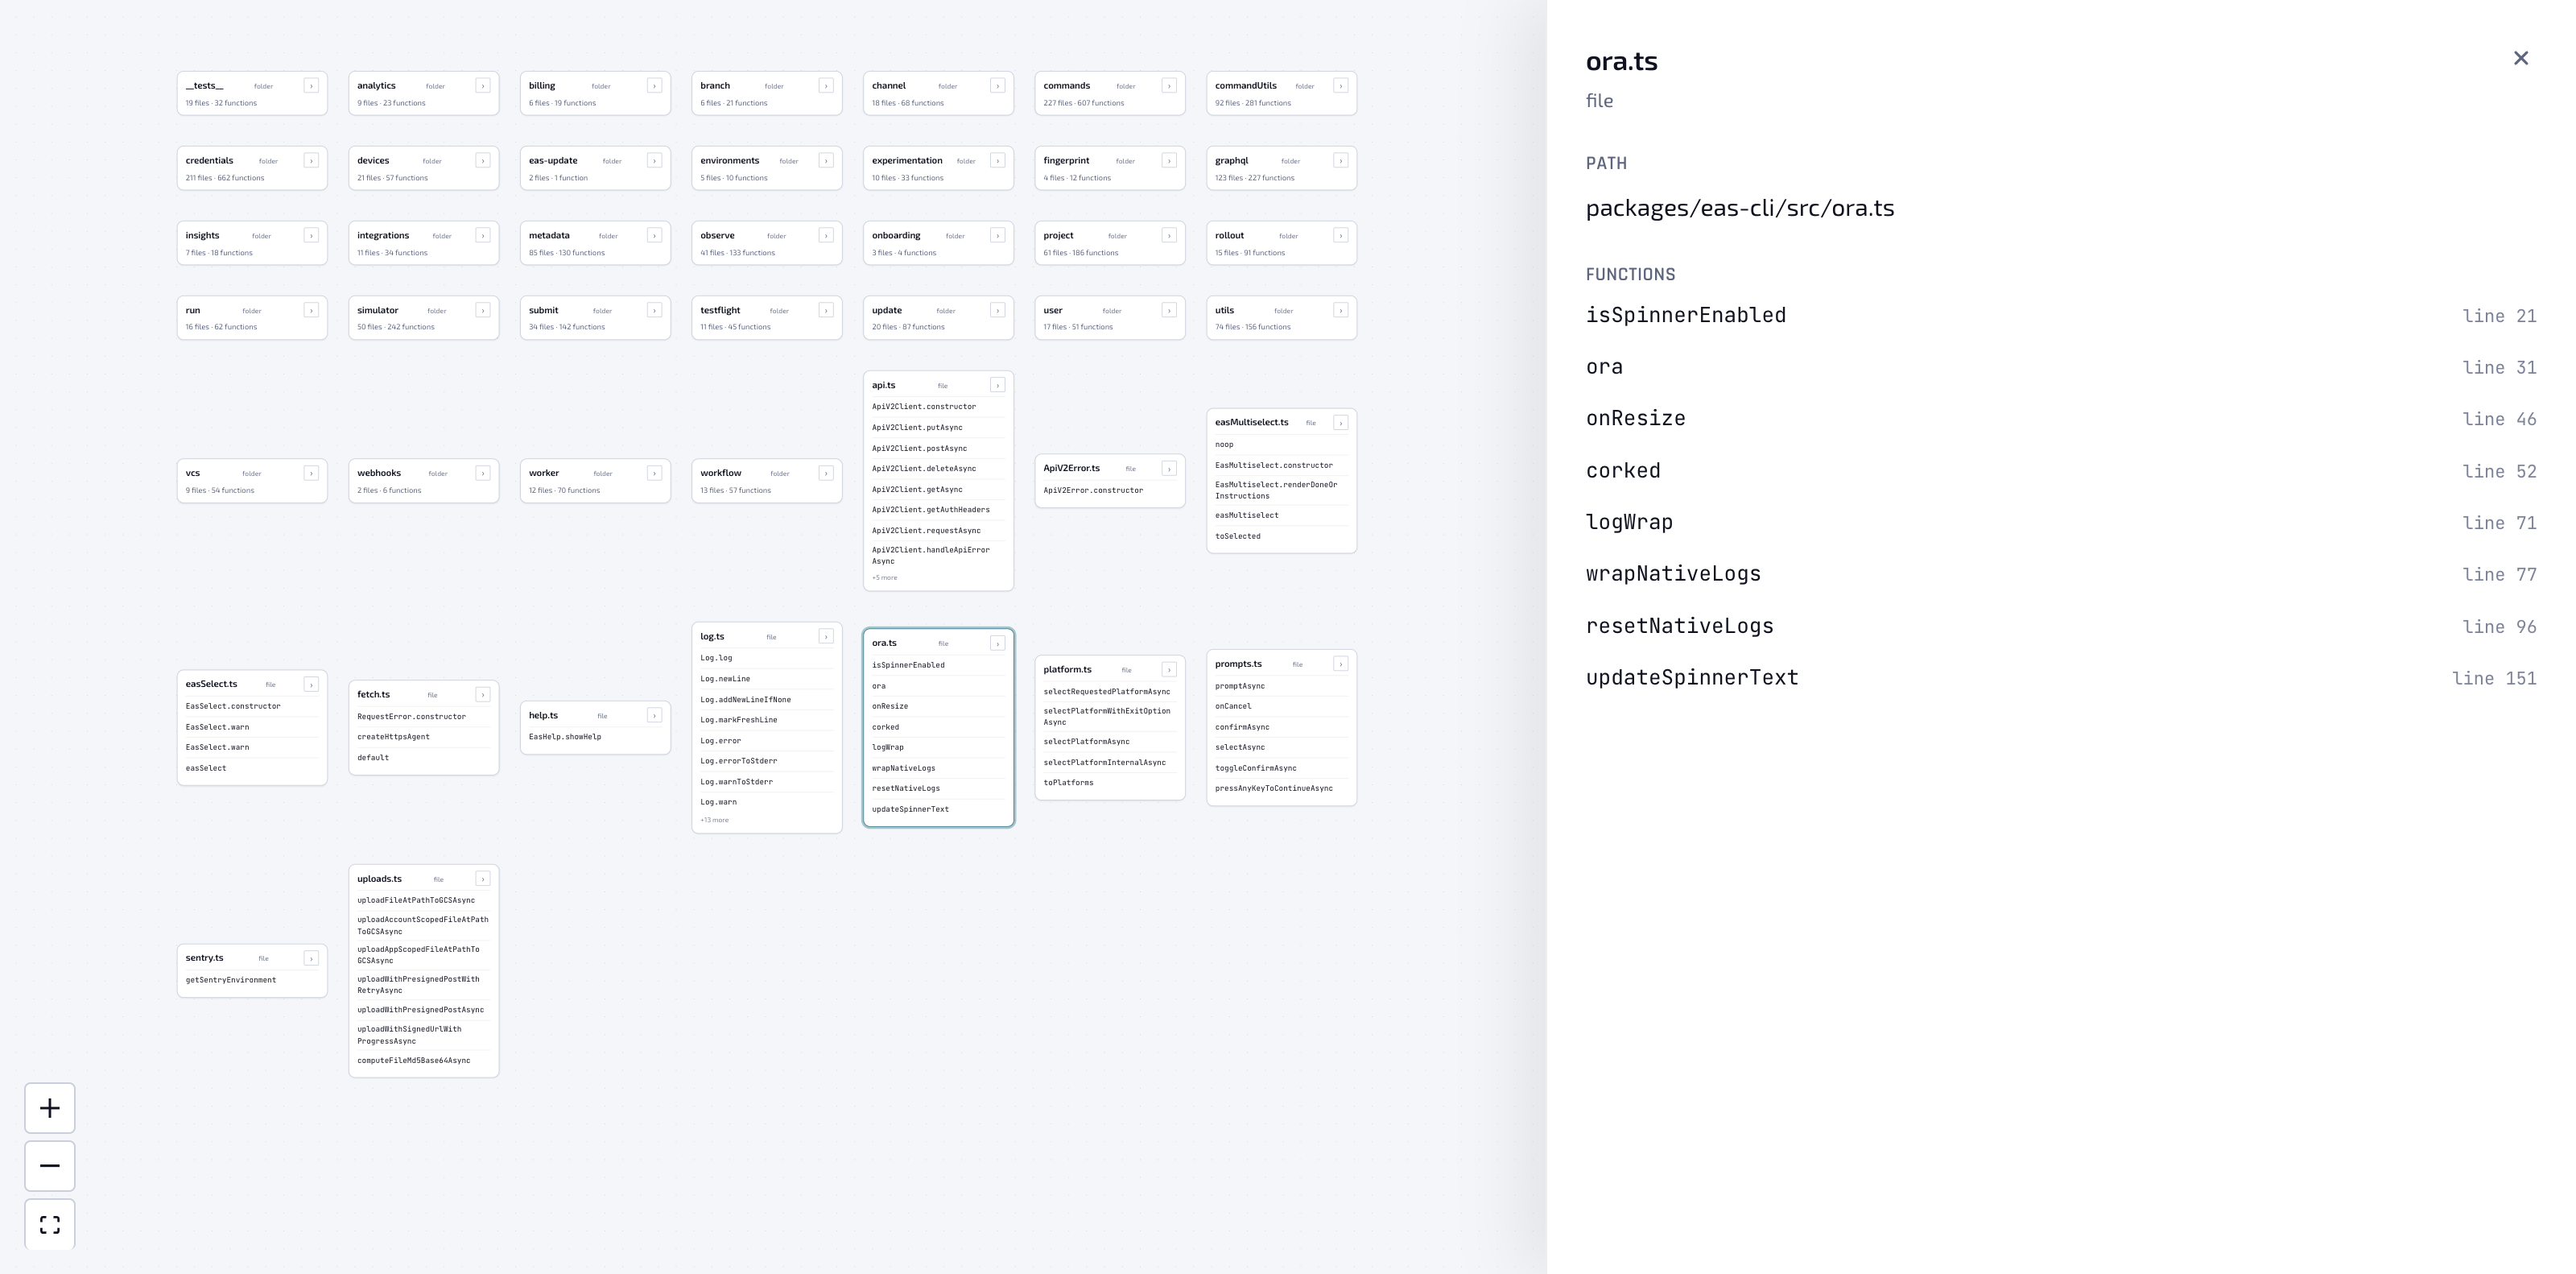 __tests__ folder ›
19 files · 32 functions
analytics folder ›
9 files · 23 functions
billing folder ›
6 files · 19 functions
branch folder ›
6 files · 21 functions
channel folder ›
18 files · 68 functions
commands folder ›
227 files · 607 functions
commandUtils folder ›
92 files · 281 functions
credentials folder ›
211 files · 662 functions
devices folder ›
21 files · 57 functions
eas-update folder ›
2 files · 1 function
environments folder ›
5 files · 10 functions
experimentation folder ›
10 files · 33 functions
fingerprint folder ›
4 files · 12 functions
graphql folder ›
123 files · 227 functions
insights folder ›
7 files · 18 functions
integrations folder ›
11 files · 34 functions
metadata folder ›
85 files · 130 functions
observe folder ›
41 files · 133 functions
onboarding folder ›
3 files · 4 functions
project folder ›
61 files · 186 functions
rollout folder ›
15 files · 91 functions
run folder ›
16 files · 62 functions
simulator folder ›
50 files · 242 functions
submit folder ›
34 files · 142 functions
testflight folder ›
11 files · 45 functions
update folder ›
20 files · 87 functions
user folder ›
17 files · 51 functions
utils folder ›
74 files · 156 functions
vcs folder ›
9 files · 54 functions
webhooks folder ›
2 files · 6 functions
worker folder ›
12 files · 70 functions
workflow folder ›
13 files · 57 functions
api.ts file ›
ApiV2Client.constructor
ApiV2Client.putAsync
ApiV2Client.postAsync
ApiV2Client.deleteAsync
ApiV2Client.getAsync
ApiV2Client.getAuthHeaders
ApiV2Client.requestAsync
ApiV2Client.handleApiError
Async
+5 more
ApiV2Error.ts file ›
ApiV2Error.constructor
easMultiselect.ts file ›
noop
EasMultiselect.constructor
EasMultiselect.renderDoneOr
Instructions
easMultiselect
toSelected
easSelect.ts file ›
EasSelect.constructor
EasSelect.warn
EasSelect.warn
easSelect
fetch.ts file ›
RequestError.constructor
createHttpsAgent
default
help.ts file ›
EasHelp.showHelp
log.ts file ›
Log.log
Log.newLine
Log.addNewLineIfNone
Log.markFreshLine
Log.error
Log.errorToStderr
Log.warnToStderr
Log.warn
+13 more
ora.ts file ›
isSpinnerEnabled
ora
onResize
corked
logWrap
wrapNativeLogs
resetNativeLogs
updateSpinnerText
platform.ts file ›
selectRequestedPlatformAsync
selectPlatformWithExitOption
Async
selectPlatformAsync
selectPlatformInternalAsync
toPlatforms
prompts.ts file ›
promptAsync
onCancel
confirmAsync
selectAsync
toggleConfirmAsync
pressAnyKeyToContinueAsync
sentry.ts file ›
getSentryEnvironment
uploads.ts file ›
uploadFileAtPathToGCSAsync
uploadAccountScopedFileAtPath
ToGCSAsync
uploadAppScopedFileAtPathTo
GCSAsync
uploadWithPresignedPostWith
RetryAsync
uploadWithPresignedPostAsync
uploadWithSignedUrlWith
ProgressAsync
computeFileMd5Base64Async
ora.ts
file
PATH
packages/eas-cli/src/ora.ts
FUNCTIONS
isSpinnerEnabled line 21
ora line 31
onResize line 46
corked line 52
logWrap line 71
wrapNativeLogs line 77
resetNativeLogs line 96
updateSpinnerText line 151